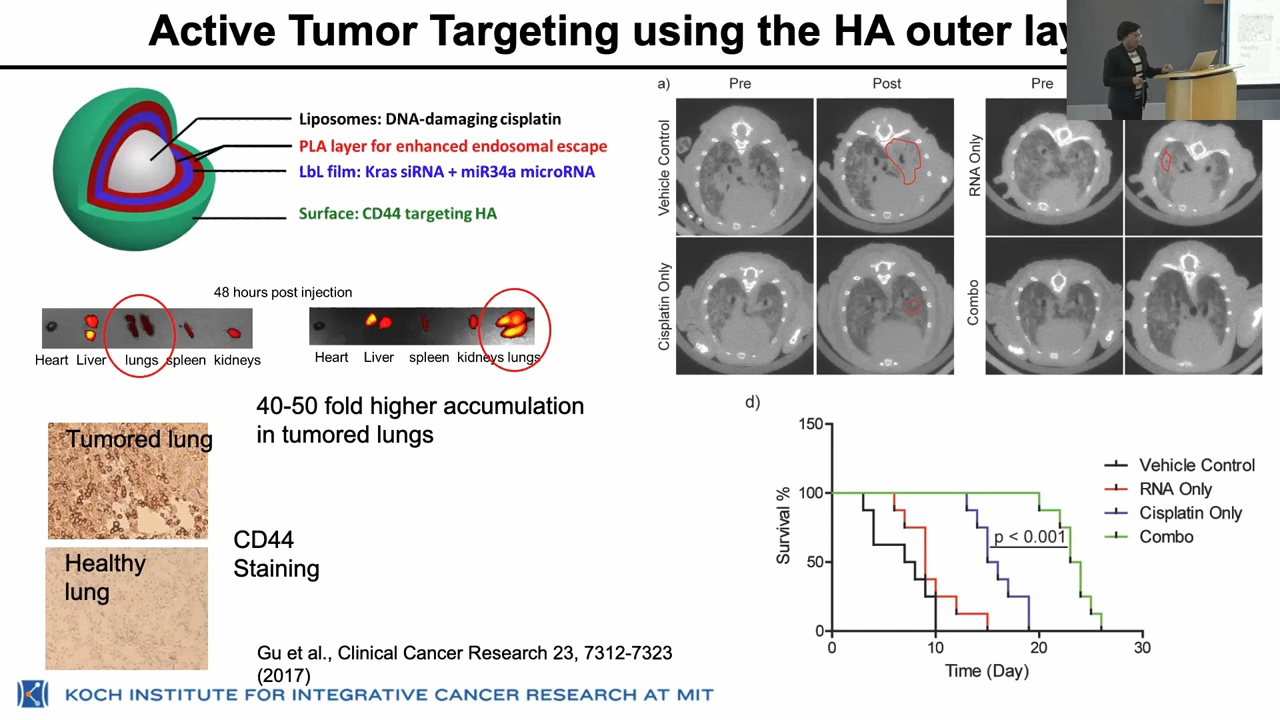 Active Tumor Targeting using the HA outer lay
Liposomes: DNA-damaging cisplatin
PLA layer for enhanced endosomal escape
LbL film: Kras siRNA + miR34a microRNA
Surface: CD44 targeting HA
48 hours post injection
Heart Liver lungs spleen kidneys
Heart Liver spleen kidneys lungs
40-50 fold higher accumulation
in tumored lungs
Tumored lung
CD44
Staining
Healthy
lung
Gu et al., Clinical Cancer Research 23, 7312-7323
(2017)
KOCH INSTITUTE FOR INTEGRATIVE CANCER RESEARCH AT MIT
a)
Pre Post Pre
Vehicle Control
RNA Only
Cisplatin Only
Combo
d)
Survival %
150
100
50
0
0 10 20 30
Time (Day)
p < 0.001
Vehicle Control
RNA Only
Cisplatin Only
Combo